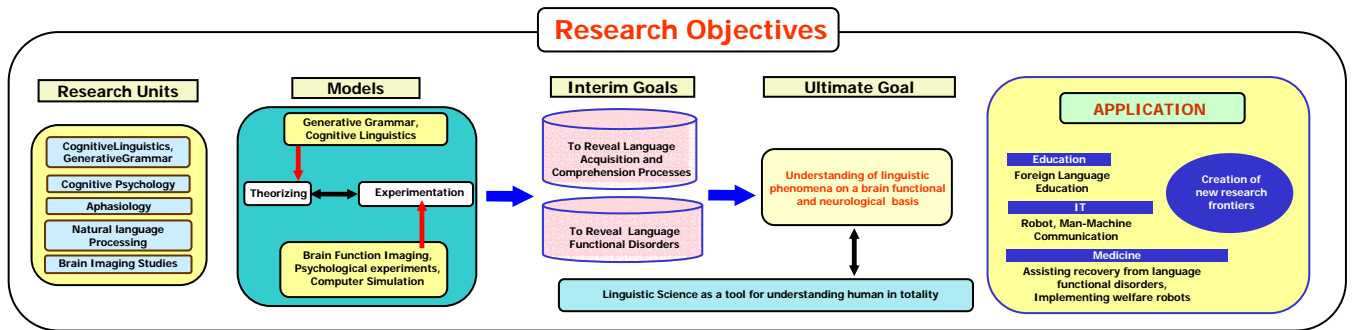 Research Objectives
Research Units
CognitiveLinguistics,
GenerativeGrammar
Cognitive Psychology
Aphasiology
Natural language
Processing
Brain Imaging Studies
Models
Generative Grammar,
Cognitive Linguistics
Theorizing
Experimentation
Brain Function Imaging,
Psychological experiments,
Computer Simulation
Interim Goals
To Reveal Language
Acquisition and
Comprehension Processes
To Reveal Language
Functional Disorders
Ultimate Goal
Understanding of linguistic
phenomena on a brain functional
and neurological basis
Linguistic Science as a tool for understanding human in totality
APPLICATION
Education
Foreign Language
Education
IT
Robot, Man-Machine
Communication
Medicine
Assisting recovery from language
functional disorders,
Implementing welfare robots
Creation of
new research
frontiers